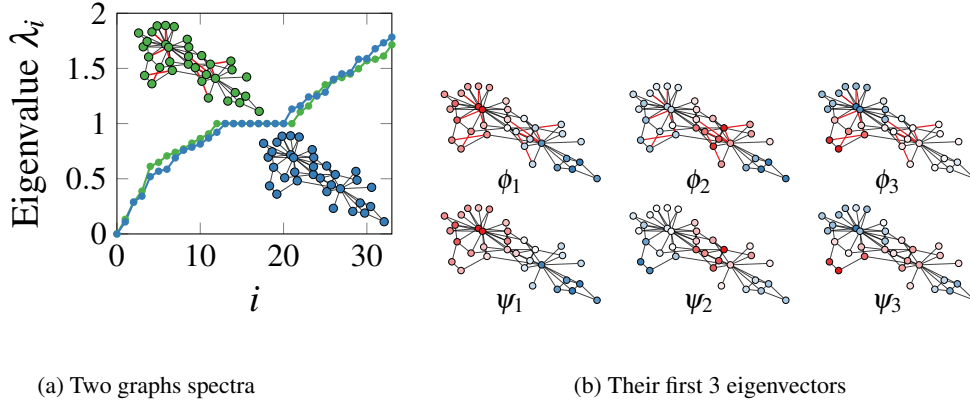 2
1.5
1
0.5
0
Eigenvalue λᵢ
0 10 20 30
i
ϕ₁ ϕ₂ ϕ₃
ψ₁ ψ₂ ψ₃
(a) Two graphs spectra
(b) Their first 3 eigenvectors